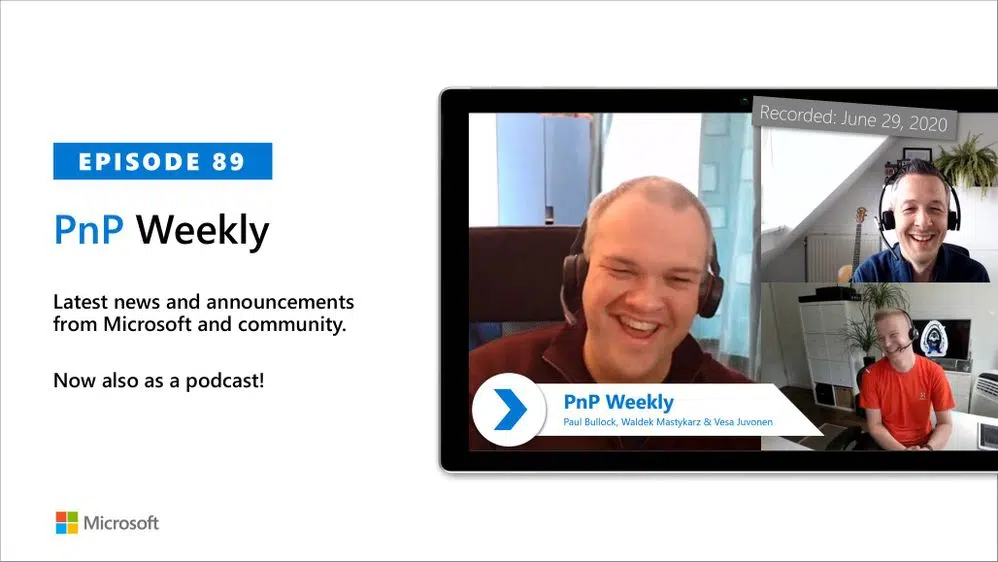 EPISODE 89
PnP Weekly
Latest news and announcements
from Microsoft and community.
Now also as a podcast!
Microsoft
Recorded: June 29, 2020
PnP Weekly
Paul Bullock, Waldek Mastykarz & Vesa Juvonen